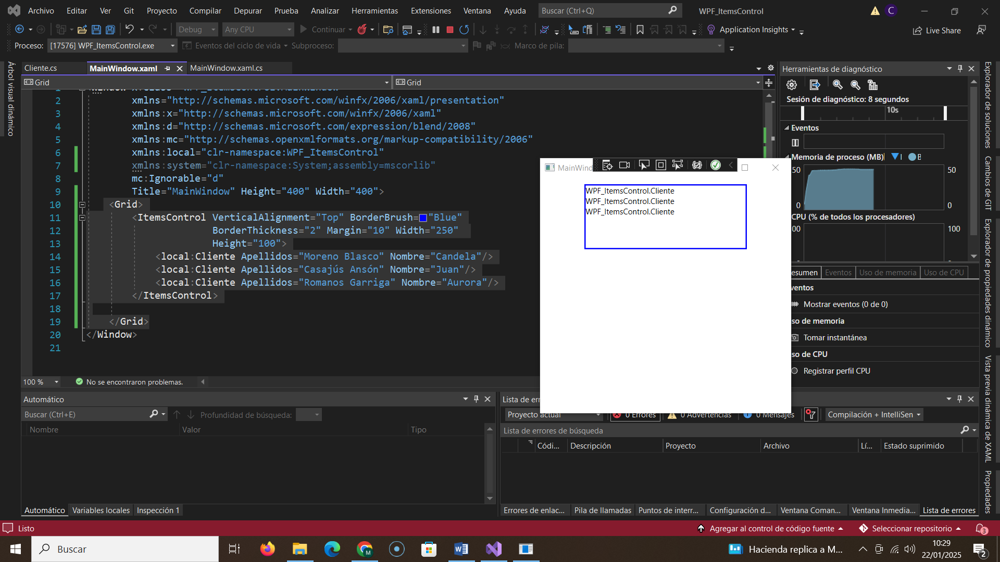 Archivo Editar Ver Git Proyecto Compilar Depurar Prueba Analizar Herramientas Extensiones Ventana Ayuda Buscar (Ctrl+Q) WPF_ItemsControl C
Debug Any CPU Continuar Application Insights Live Share
Proceso: [17576] WPF_ItemsControl.exe Eventos del ciclo de vida Subproceso: Marco de pila:
Árbol visual dinámico
Cliente.cs MainWindow.xaml MainWindow.xaml.cs
Grid Grid
2 xmlns="http://schemas.microsoft.com/winfx/2006/xaml/presentation"
3 xmlns:x="http://schemas.microsoft.com/winfx/2006/xaml"
4 xmlns:d="http://schemas.microsoft.com/expression/blend/2008"
5 xmlns:mc="http://schemas.openxmlformats.org/markup-compatibility/2006"
6 xmlns:local="clr-namespace:WPF_ItemsControl"
7 xmlns:system="clr-namespace:System;assembly=mscorlib"
8 mc:Ignorable="d"
9 Title="MainWindow" Height="400" Width="400">
10 <Grid>
11 <ItemsControl VerticalAlignment="Top" BorderBrush="Blue"
12 BorderThickness="2" Margin="10" Width="250"
13 Height="100">
14 <local:Cliente Apellidos="Moreno Blasco" Nombre="Candela"/>
15 <local:Cliente Apellidos="Casajús Ansón" Nombre="Juan"/>
16 <local:Cliente Apellidos="Romanos Garriga" Nombre="Aurora"/>
17 </ItemsControl>
18
19 </Grid>
20 </Window>
21
100 % No se encontraron problemas.
MainWind
WPF_ItemsControl.Cliente
WPF_ItemsControl.Cliente
WPF_ItemsControl.Cliente
Herramientas de diagnóstico
Sesión de diagnóstico: 8 segundos
10s
Eventos
Memoria de proceso (MB)
50 50
0 0
CPU (% de todos los procesadores)
00 100
esumen Eventos Uso de memoria Uso de CPU
ventos
Mostrar eventos (0 de 0)
so de memoria
Tomar instantánea
so de CPU
Registrar perfil CPU
Explorador de soluciones
Cambios de GIT
Explorador de propiedades dinámico
Vista previa dinámica de XAML
Propiedades
Automático
Buscar (Ctrl+E) Profundidad de búsqueda:
Nombre Valor Tipo
Automático Variables locales Inspección 1
Lista de err
Proyecto actual 0 Errores 0 Advertencias 0 Mensajes Compilación + IntelliSen
Lista de errores de búsqueda
Códi... Descripción Proyecto Archivo Lí... Estado suprimido
Errores de enlac... Pila de llamadas Puntos de interr... Configuración d... Ventana Coman... Ventana Inmedia... Lista de errores
Listo Agregar al control de código fuente Seleccionar repositorio 3
Buscar Hacienda replica a M... 10:29
22/01/2025 2